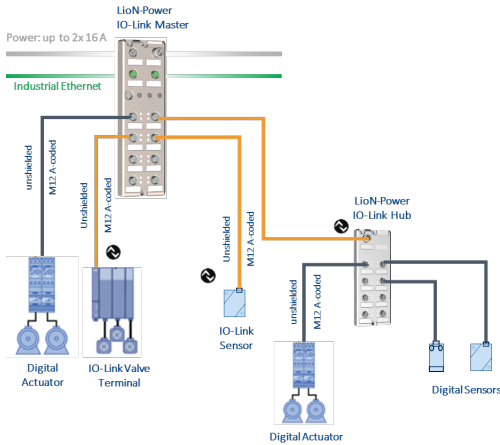 LioN-Power
IO-Link Master
Power: up to 2x 16 A
Industrial Ethernet
unshielded
M12 A-coded
Unshielded
M12 A-coded
Unshielded
M12 A-coded
LioN-Power
IO-Link Hub
unshielded
M12 A-coded
IO-Link
Sensor
Digital
Actuator
IO-Link Valve
Terminal
Digital Sensors
Digital Actuator